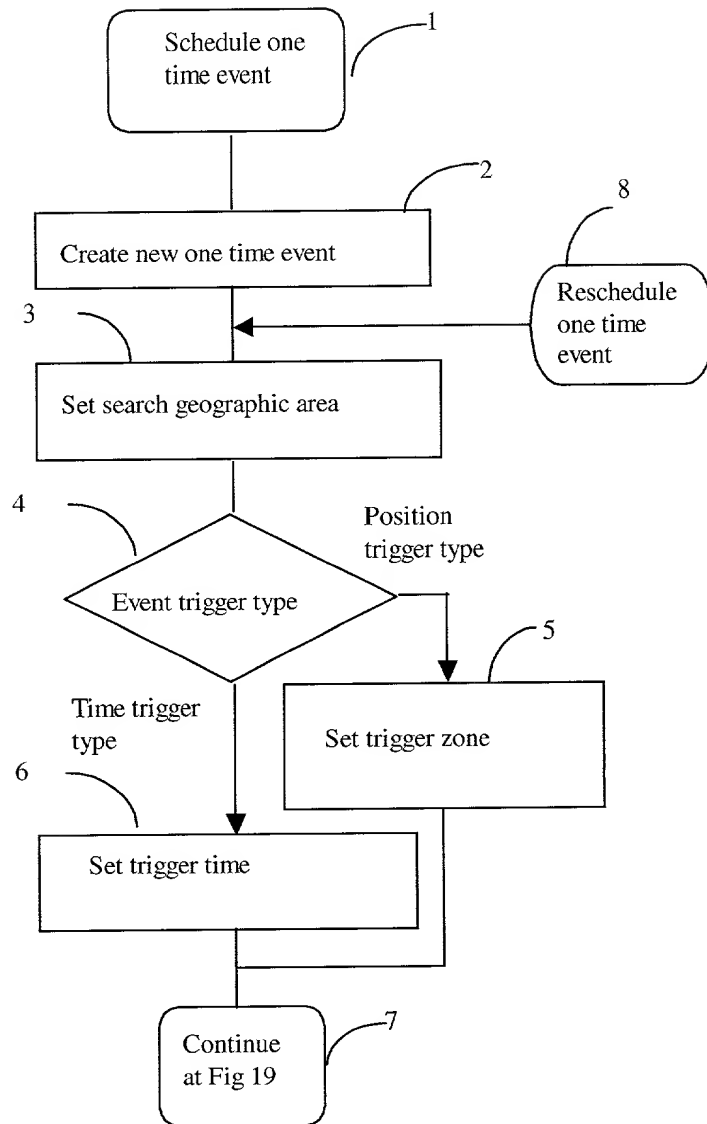 Schedule one
time event
1
2
Create new one time event
8
Reschedule
one time
event
3
Set search geographic area
4
Position
trigger type
Event trigger type
5
Time trigger
type
Set trigger zone
6
Set trigger time
Continue
at Fig 19
7